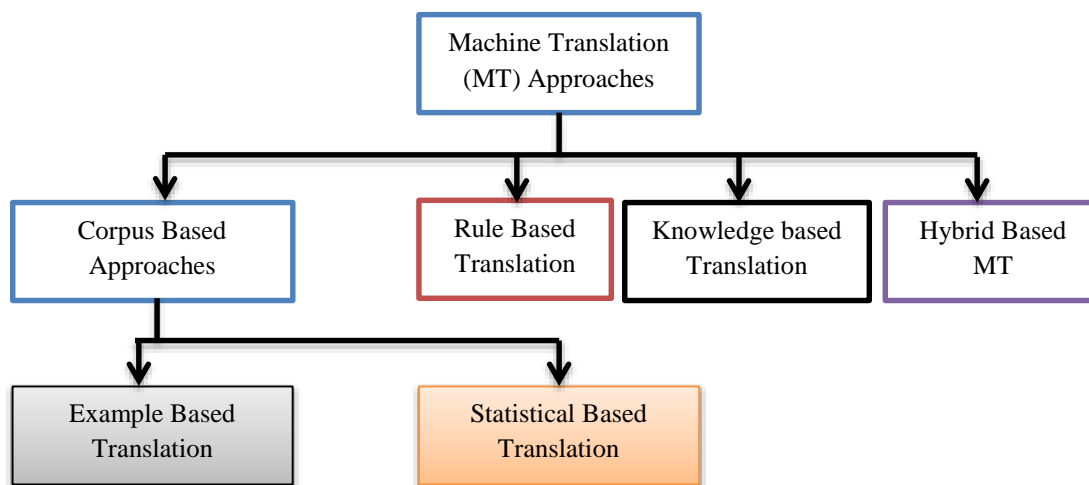 Machine Translation
(MT) Approaches
Corpus Based
Approaches
Rule Based
Translation
Knowledge based
Translation
Hybrid Based
MT
Example Based
Translation
Statistical Based
Translation